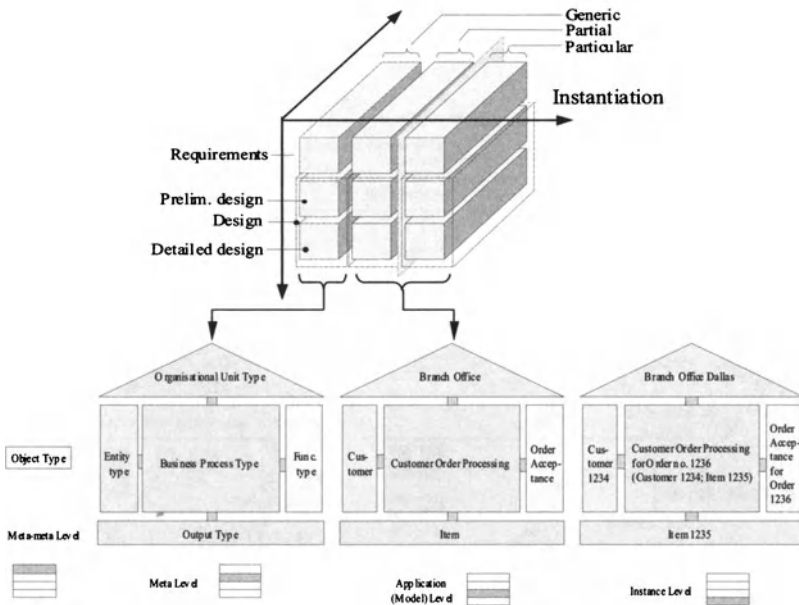 Generic
Partial
Particular
Instantiation
Requirements
Prelim. design
Design
Detailed design
Organisational Unit Type
Entity
type
Business Process Type
Func.
type
Output Type
Branch Office
Cus-
tomer
Customer Order Processing
Order
Accep-
tance
Item
Branch Office Dallas
Cus-
tomer
1234
Customer Order Processing
for Order no. 1236
(Customer 1234; Item 1235)
Order
Accep-
tance
for
Order
1236
Item 1235
Object Type
Meta-meta Level
Meta Level
Application
(Model) Level
Instance Level